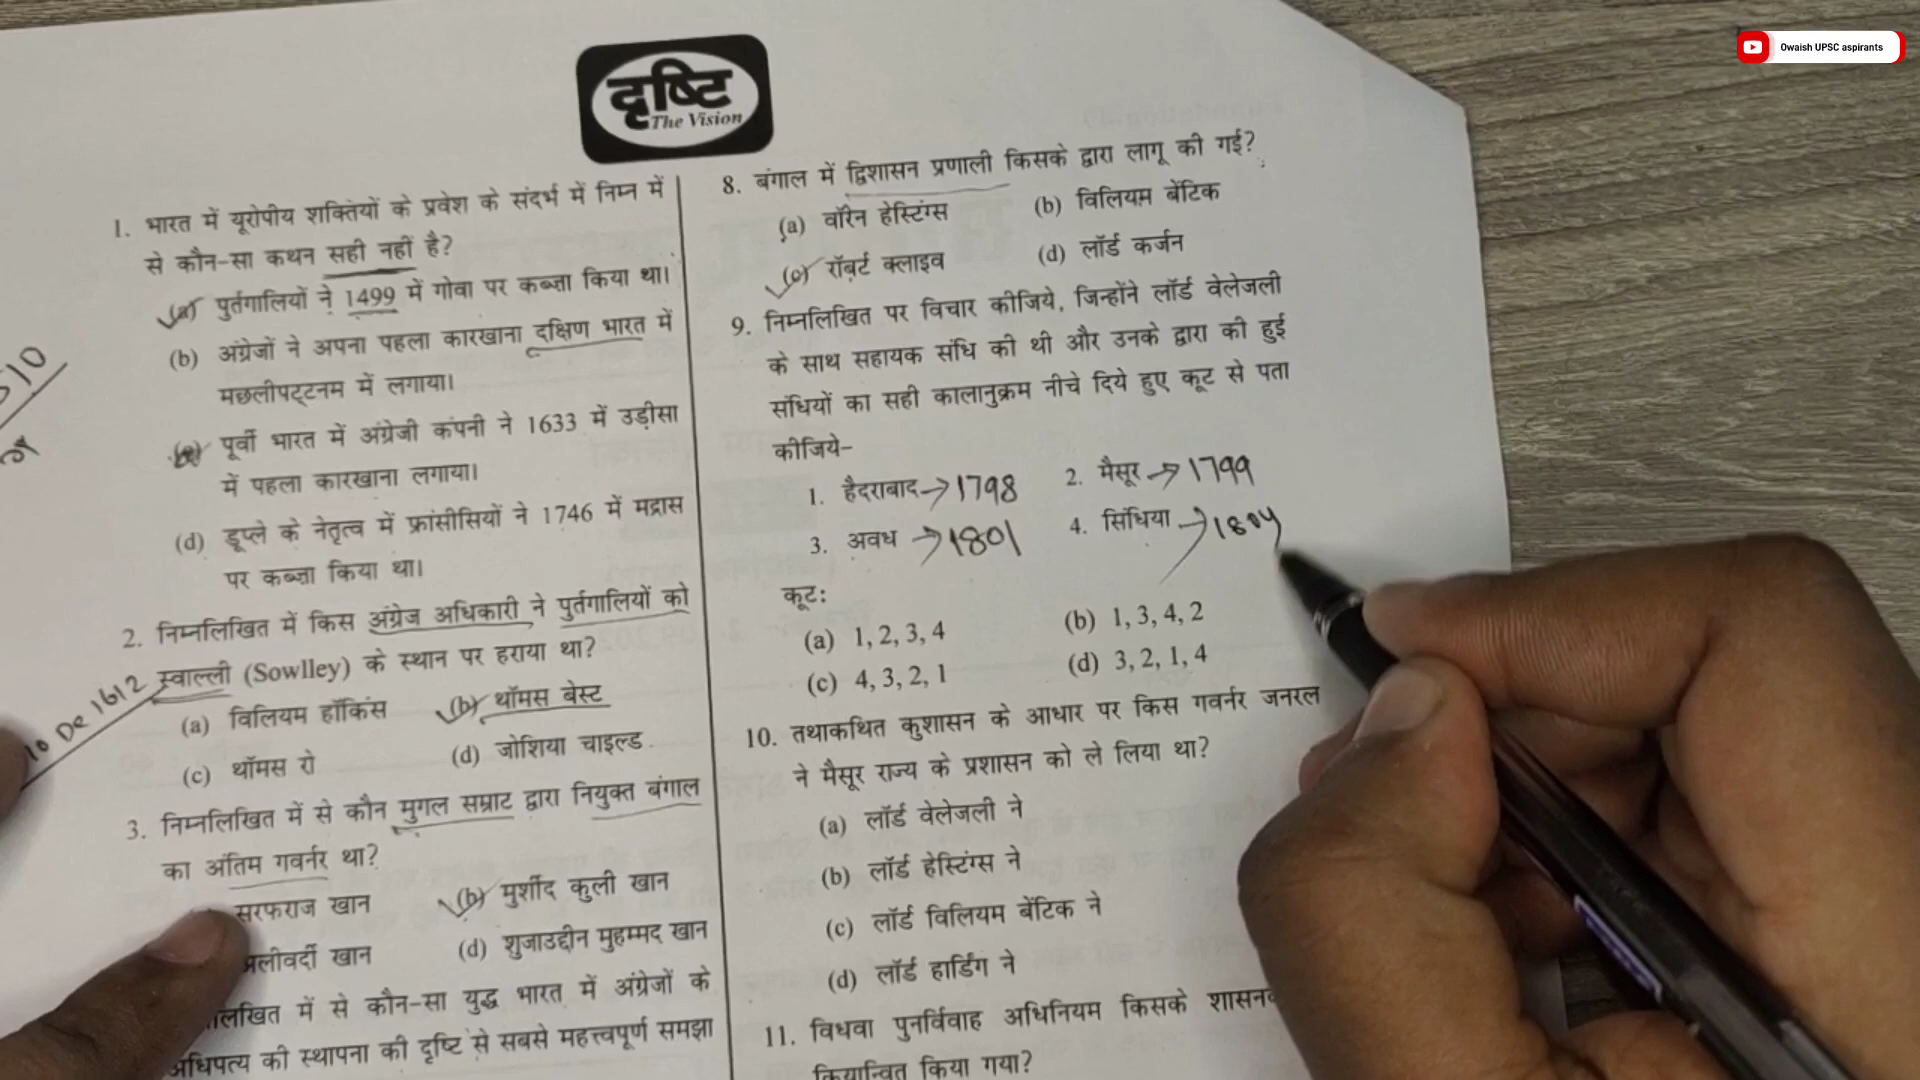 Owaish UPSC aspirants
दृष्टि
The Vision
1. भारत में यूरोपीय शक्तियों के प्रवेश के संदर्भ में निम्न में
से कौन-सा कथन सही नहीं है?
(a) पुर्तगालियों ने 1499 में गोवा पर कब्ज़ा किया था।
(b) अंग्रेजों ने अपना पहला कारखाना दक्षिण भारत में
मछलीपट्टनम में लगाया।
पूर्वी भारत में अंग्रेजी कंपनी ने 1633 में उड़ीसा
में पहला कारखाना लगाया।
(d) डूप्ले के नेतृत्व में फ्रांसीसियों ने 1746 में मद्रास
पर कब्ज़ा किया था।
2. निम्नलिखित में किस अंग्रेज अधिकारी ने पुर्तगालियों को
स्वाल्ली (Sowlley) के स्थान पर हराया था?
10 De 1612
(a) विलियम हॉकिंस
(b) थॉमस बेस्ट
(c) थॉमस रो
(d) जोशिया चाइल्ड
3. निम्नलिखित में से कौन मुगल सम्राट द्वारा नियुक्त बंगाल
का अंतिम गवर्नर था?
सरफराज खान
(b) मुर्शीद कुली खान
खान
(d) शुजाउद्दीन मुहम्मद खान
में से कौन-सा युद्ध भारत में अंग्रेजों के
की स्थापना की दृष्टि से सबसे महत्त्वपूर्ण समझा
8. बंगाल में द्विशासन प्रणाली किसके द्वारा लागू की गई?
(a) वॉरेन हेस्टिंग्स
(b) विलियम बेंटिक
(c) रॉबर्ट क्लाइव
(d) लॉर्ड कर्जन
9. निम्नलिखित पर विचार कीजिये, जिन्होंने लॉर्ड वेलेजली
के साथ सहायक संधि की थी और उनके द्वारा की हुई
संधियों का सही कालानुक्रम नीचे दिये हुए कूट से पता
कीजिये-
1. हैदराबाद → 1798
2. मैसूर → 1799
3. अवध → 1801
4. सिंधिया → 1804
कूट:
(a) 1, 2, 3, 4
(b) 1, 3, 4, 2
(c) 4, 3, 2, 1
(d) 3, 2, 1, 4
10. तथाकथित कुशासन के आधार पर किस गवर्नर जनरल
ने मैसूर राज्य के प्रशासन को ले लिया था?
(a) लॉर्ड वेलेजली ने
(b) लॉर्ड हेस्टिंग्स ने
(c) लॉर्ड विलियम बेंटिक ने
(d) लॉर्ड हार्डिंग ने
11. विधवा पुनर्विवाह अधिनियम किसके
क्रियान्वित किया गया?